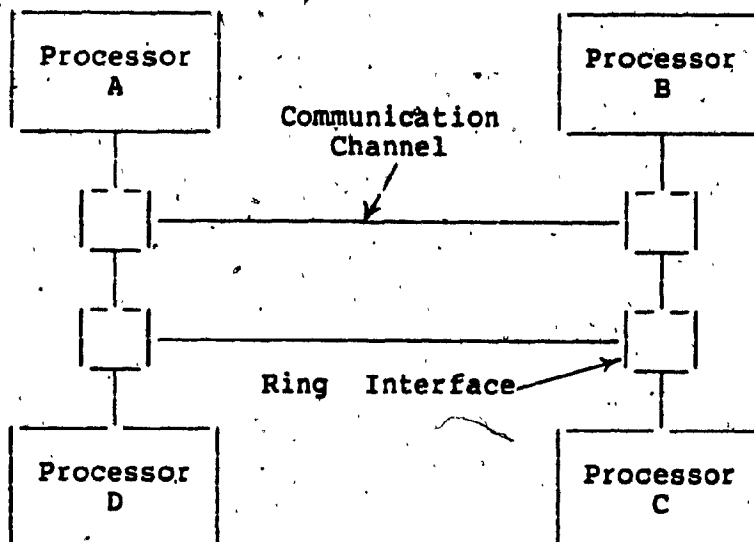 Processor
A
Processor
B
Communication
Channel
Ring Interface
Processor
D
Processor
C